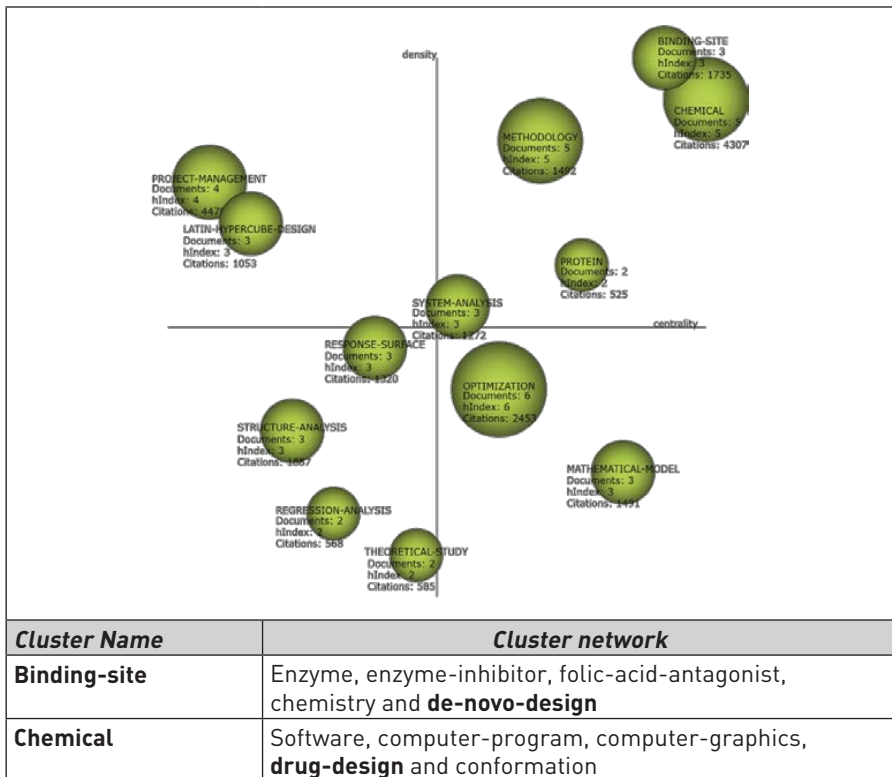 density
BINDING-SITE
Documents: 3
hIndex: 3
Citations: 1735
CHEMICAL
Documents: 5
hIndex: 5
Citations: 4307
METHODOLOGY
Documents: 5
hIndex: 5
Citations: 1492
PROJECT-MANAGEMENT
Documents: 4
hIndex: 4
Citations:
LATIN-HYPERCUBE-DESIGN
Documents: 3
hIndex: 3
Citations: 1053
PROTEIN
Documents: 2
hIndex: 2
Citations: 525
SYSTEM-ANALYSIS
Documents: 3
hIndex: 3
Citations: 1272
centrality
RESPONSE-SURFACE
Documents: 3
hIndex: 3
Citations: 1320
OPTIMIZATION
Documents: 6
hIndex: 6
Citations: 2453
STRUCTURE-ANALYSIS
Documents: 3
hIndex: 3
Citations:
MATHEMATICAL-MODEL
Documents: 3
hIndex: 3
Citations: 1491
REGRESSION-ANALYSIS
Documents: 2
hIndex: 2
Citations: 568
THEORETICAL-STUDY
Documents: 2
hIndex: 2
Citations: 585
Cluster Name Cluster network
Binding-site Enzyme, enzyme-inhibitor, folic-acid-antagonist,
chemistry and de-novo-design
Chemical Software, computer-program, computer-graphics,
drug-design and conformation